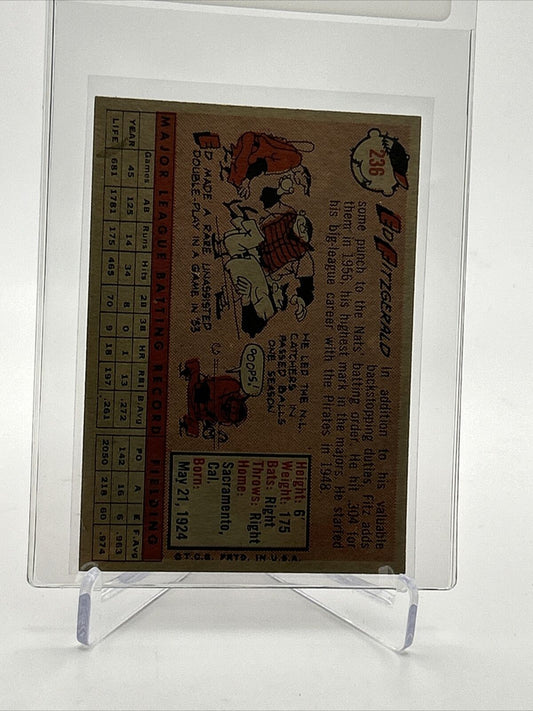 236
ED FITZGERALD
In addition to his valuable
backstopping duties, Fitz adds
some punch to the Nats' batting order. He hit .304 for
them in 1956, his highest mark in the majors. He started
his big-league career with the Pirates in 1948.
ED MADE A RARE UNASSISTED
DOUBLE-PLAY IN A GAME IN '53
HE LED THE N.L.
CATCHERS IN
PASSED BALLS
ONE SEASON
OOPS!
Height: 6'
Weight: 175
Bats: Right
Throws: Right
Home:
Sacramento,
Cal.
Born:
May 21, 1924
©T.C.G. PRTD. IN U.S.A.
MAJOR LEAGUE BATTING RECORD FIELDING
Games AB Runs Hits 2B 3B HR RBI B.Avg PO A E F.Avg
YEAR 45 125 14 34 8 0 1 13 .272 142 16 6 .963
LIFE 681 1781 175 465 70 9 18 197 .261 2050 218 60 .974